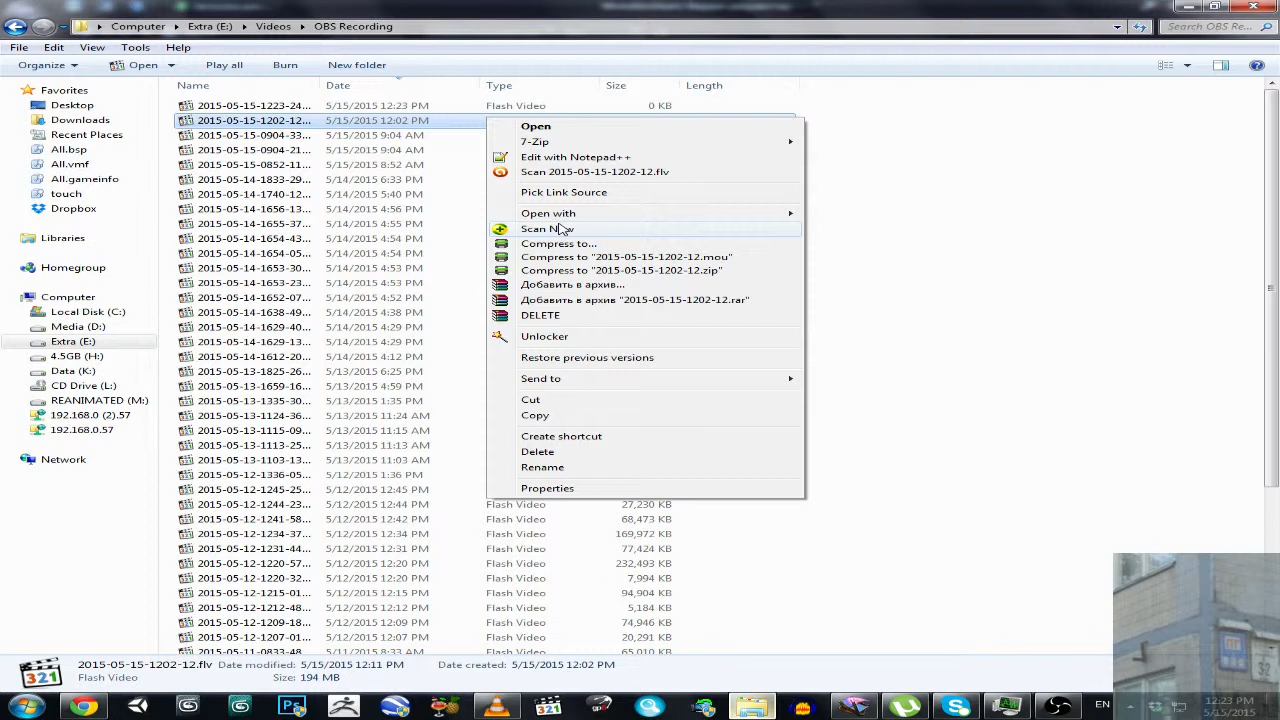 Computer ▸ Extra (E:) ▸ Videos ▸ OBS Recording
Search OBS Re...
File Edit View Tools Help
Organize Open Play all Burn New folder
Name Date Type Size Length
Favorites
Desktop
Downloads
Recent Places
All.bsp
All.vmf
All.gameinfo
touch
Dropbox
Libraries
Homegroup
Computer
Local Disk (C:)
Media (D:)
Extra (E:)
4.5GB (H:)
Data (K:)
CD Drive (L:)
REANIMATED (M:)
192.168.0 (2).57
192.168.0.57
Network
2015-05-15-1223-24... 5/15/2015 12:23 PM Flash Video 0 KB
2015-05-15-1202-12... 5/15/2015 12:02 PM
2015-05-15-0904-33... 5/15/2015 9:04 AM
2015-05-15-0904-01... 5/15/2015 9:04 AM
2015-05-15-0852-11... 5/15/2015 8:52 AM
2015-05-14-1833-29... 5/14/2015 6:33 PM
2015-05-14-1740-12... 5/14/2015 5:40 PM
2015-05-14-1656-13... 5/14/2015 4:56 PM
2015-05-14-1655-37... 5/14/2015 4:55 PM
2015-05-14-1654-43... 5/14/2015 4:54 PM
2015-05-14-1654-05... 5/14/2015 4:54 PM
2015-05-14-1653-30... 5/14/2015 4:53 PM
2015-05-14-1653-23... 5/14/2015 4:53 PM
2015-05-14-1652-07... 5/14/2015 4:52 PM
2015-05-14-1638-49... 5/14/2015 4:38 PM
2015-05-14-1629-40... 5/14/2015 4:29 PM
2015-05-14-1629-13... 5/14/2015 4:29 PM
2015-05-14-1612-20... 5/14/2015 4:12 PM
2015-05-13-1825-26... 5/13/2015 6:25 PM
2015-05-13-1659-16... 5/13/2015 4:59 PM
2015-05-13-1335-30... 5/13/2015 1:35 PM
2015-05-13-1124-36... 5/13/2015 11:24 AM
2015-05-13-1115-09... 5/13/2015 11:15 AM
2015-05-13-1113-25... 5/13/2015 11:13 AM
2015-05-13-1103-13... 5/13/2015 11:03 AM
2015-05-12-1336-05... 5/12/2015 1:36 PM
2015-05-12-1245-25... 5/12/2015 12:45 PM
2015-05-12-1244-23... 5/12/2015 12:44 PM Flash Video 27,230 KB
2015-05-12-1241-58... 5/12/2015 12:42 PM Flash Video 68,473 KB
2015-05-12-1234-37... 5/12/2015 12:34 PM Flash Video 169,972 KB
2015-05-12-1231-44... 5/12/2015 12:31 PM Flash Video 77,424 KB
2015-05-12-1220-57... 5/12/2015 12:20 PM Flash Video 232,493 KB
2015-05-12-1220-32... 5/12/2015 12:20 PM Flash Video 7,994 KB
2015-05-12-1215-01... 5/12/2015 12:15 PM Flash Video 94,904 KB
2015-05-12-1212-48... 5/12/2015 12:12 PM Flash Video 5,184 KB
2015-05-12-1209-18... 5/12/2015 12:09 PM Flash Video 74,946 KB
2015-05-12-1207-01... 5/12/2015 12:07 PM Flash Video 20,291 KB
2015-05-11-0833-46... 5/11/2015 8:33 AM Flash Video 65,010 KB
Open
7-Zip
Edit with Notepad++
Scan 2015-05-15-1202-12.flv
Pick Link Source
Open with
Scan Now
Compress to...
Compress to "2015-05-15-1202-12.mou"
Compress to "2015-05-15-1202-12.zip"
Добавить в архив...
Добавить в архив "2015-05-15-1202-12.rar"
DELETE
Unlocker
Restore previous versions
Send to
Cut
Copy
Create shortcut
Delete
Rename
Properties
2015-05-15-1202-12.flv Date modified: 5/15/2015 12:11 PM Date created: 5/15/2015 12:02 PM
Flash Video Size: 194 MB
321
EN
12:23 PM
5/15/2015